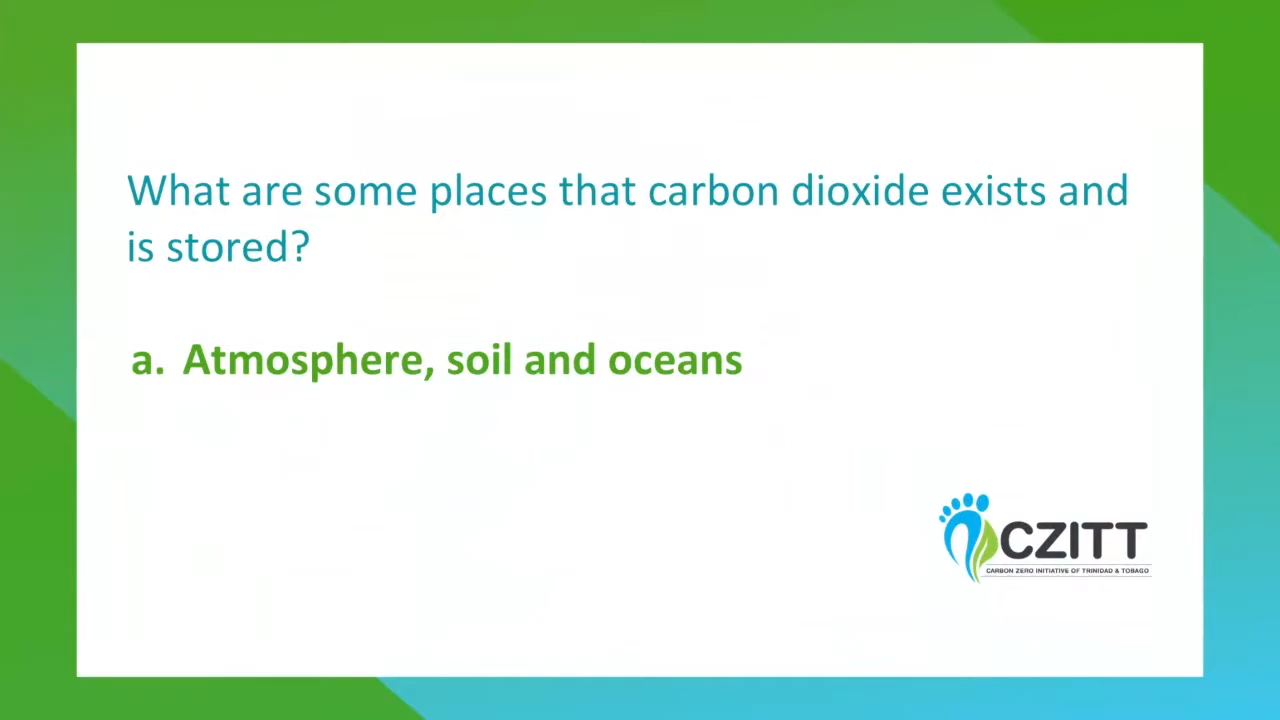 What are some places that carbon dioxide exists and
is stored?
a. Atmosphere, soil and oceans
CZITT
CARBON ZERO INITIATIVE OF TRINIDAD & TOBAGO